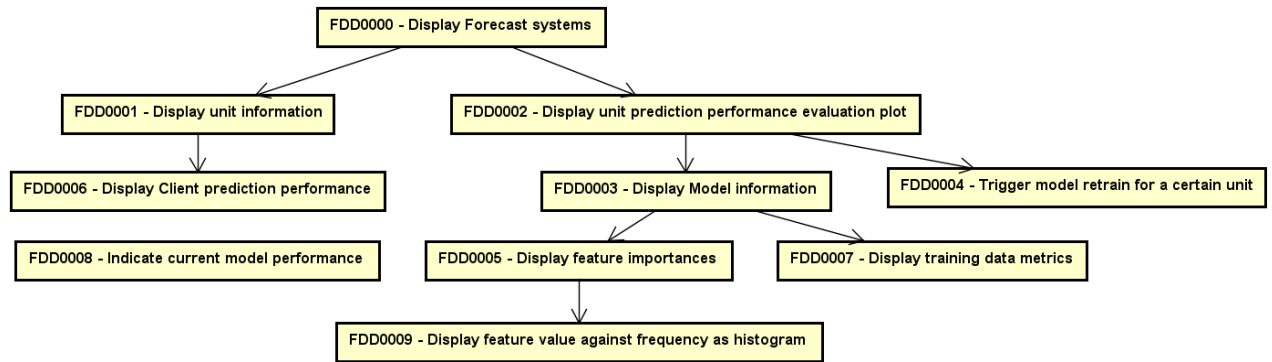 FDD0000 - Display Forecast systems
FDD0001 - Display unit information
FDD0002 - Display unit prediction performance evaluation plot
FDD0006 - Display Client prediction performance
FDD0003 - Display Model information
FDD0004 - Trigger model retrain for a certain unit
FDD0008 - Indicate current model performance
FDD0005 - Display feature importances
FDD0007 - Display training data metrics
FDD0009 - Display feature value against frequency as histogram